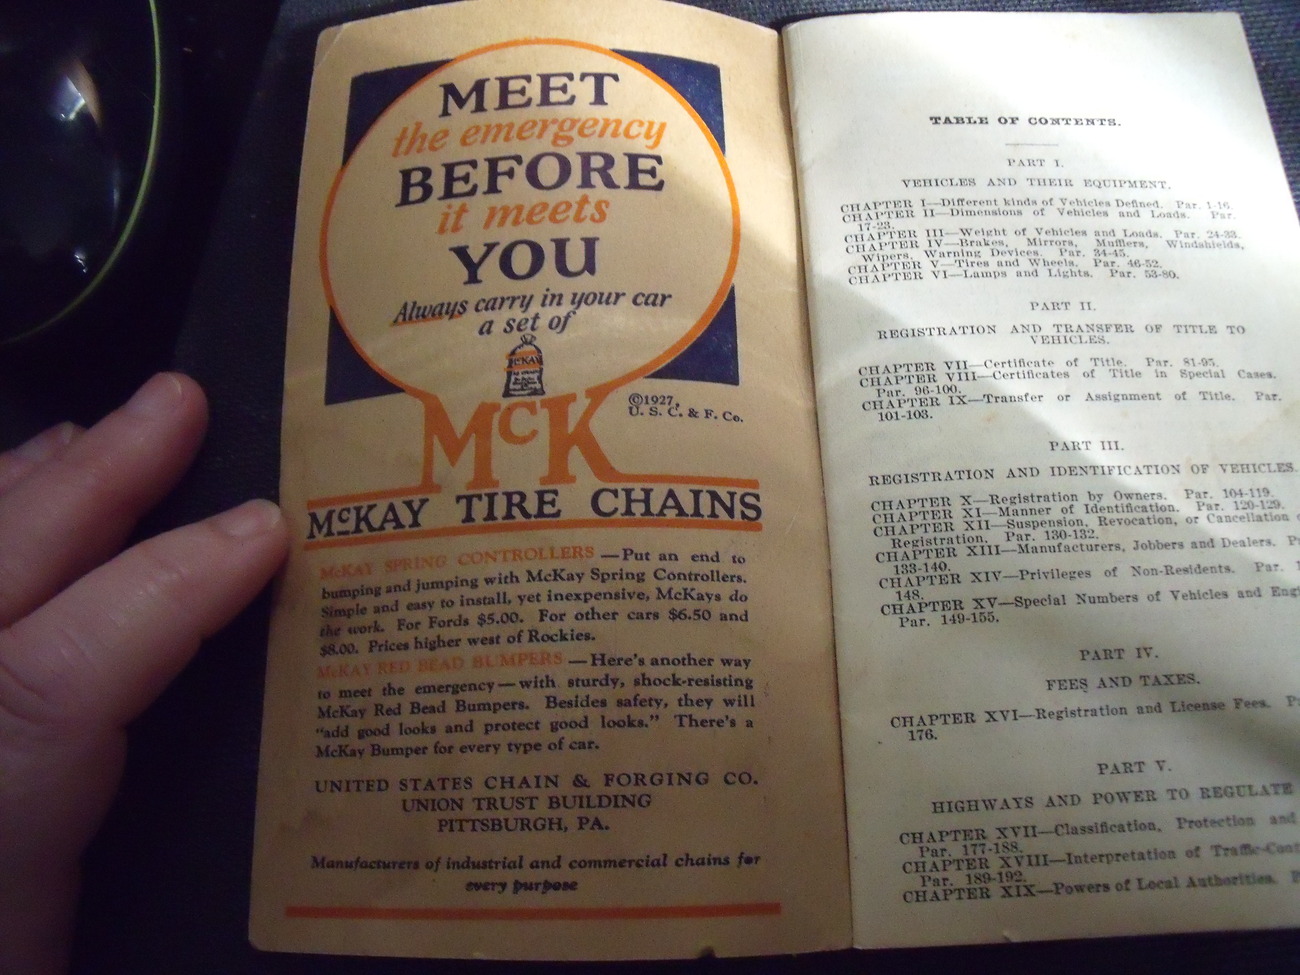 MEET
the emergency
BEFORE
it meets
YOU
Always carry in your car
a set of
McKAY
McK
©1927,
U. S. C. & F. Co.
McKAY TIRE CHAINS
McKAY SPRING CONTROLLERS —Put an end to
bumping and jumping with McKay Spring Controllers.
Simple and easy to install, yet inexpensive, McKays do
the work. For Fords $5.00. For other cars $6.50 and
$8.00. Prices higher west of Rockies.
McKAY RED BEAD BUMPERS —Here's another way
to meet the emergency—with sturdy, shock-resisting
McKay Red Bead Bumpers. Besides safety, they will
"add good looks and protect good looks." There's a
McKay Bumper for every type of car.
UNITED STATES CHAIN & FORGING CO.
UNION TRUST BUILDING
PITTSBURGH, PA.
Manufacturers of industrial and commercial chains for
every purpose
TABLE OF CONTENTS.
PART I.
VEHICLES AND THEIR EQUIPMENT.
CHAPTER I—Different kinds of Vehicles Defined. Par. 1-16.
CHAPTER II—Dimensions of Vehicles and Loads. Par.
17-23.
CHAPTER III—Weight of Vehicles and Loads. Par. 24-33.
CHAPTER IV—Brakes, Mirrors, Mufflers, Windshields,
Wipers, Warning Devices. Par. 34-45.
CHAPTER V—Tires and Wheels. Par. 46-52.
CHAPTER VI—Lamps and Lights. Par. 53-80.
PART II.
REGISTRATION AND TRANSFER OF TITLE TO
VEHICLES.
CHAPTER VII—Certificate of Title. Par. 81-95.
CHAPTER VIII—Certificates of Title in Special Cases.
Par. 96-100.
CHAPTER IX—Transfer or Assignment of Title. Par.
101-103.
PART III.
REGISTRATION AND IDENTIFICATION OF VEHICLES.
CHAPTER X—Registration by Owners. Par. 104-119.
CHAPTER XI—Manner of Identification. Par. 120-129.
CHAPTER XII—Suspension, Revocation, or Cancellation
Registration. Par. 130-132.
CHAPTER XIII—Manufacturers, Jobbers and Dealers.
133-140.
CHAPTER XIV—Privileges of Non-Residents. Par.
148.
CHAPTER XV—Special Numbers of Vehicles and
Par. 149-155.
PART IV.
FEES AND TAXES.
CHAPTER XVI—Registration and License Fees.
176.
PART V.
HIGHWAYS AND POWER TO REGULATE
CHAPTER XVII—Classification, Protection and
Par. 177-188.
CHAPTER XVIII—Interpretation of
Par. 189-192.
CHAPTER XIX—Powers of Local Authorities.